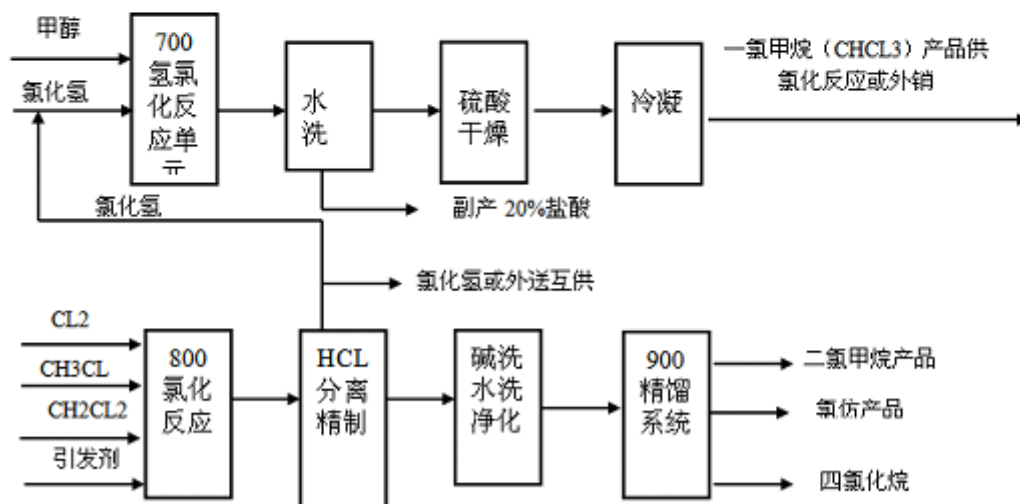 甲醇
氯化氢
700
氢氯
化反
应单
元
水
洗
硫酸
干燥
冷凝
一氯甲烷（CHCL3）产品供
氯化反应或外销
氯化氢
副产 20%盐酸
氯化氢或外送互供
CL2
CH3CL
CH2CL2
引发剂
800
氯化
反应
HCL
分离
精制
碱洗
水洗
净化
900
精馏
系统
二氯甲烷产品
氯仿产品
四氯化烷